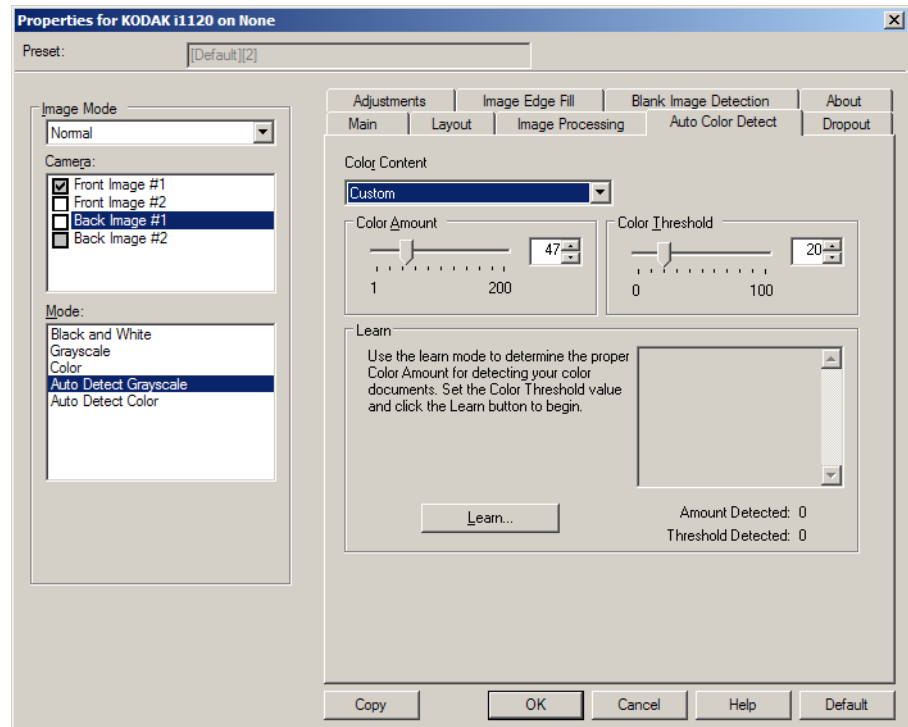 Properties for KODAK i1120 on None
Preset:
[Default][2]
Image Mode
Normal
Camera:
Front Image #1
Front Image #2
Back Image #1
Back Image #2
Mode:
Black and White
Grayscale
Color
Auto Detect Grayscale
Auto Detect Color
Adjustments
Image Edge Fill
Blank Image Detection
About
Main
Layout
Image Processing
Auto Color Detect
Dropout
Color Content
Custom
Color Amount
47
1
200
Color Threshold
20
0
100
Learn
Use the learn mode to determine the proper
Color Amount for detecting your color
documents. Set the Color Threshold value
and click the Learn button to begin.
Learn...
Amount Detected: 0
Threshold Detected: 0
Copy
OK
Cancel
Help
Default